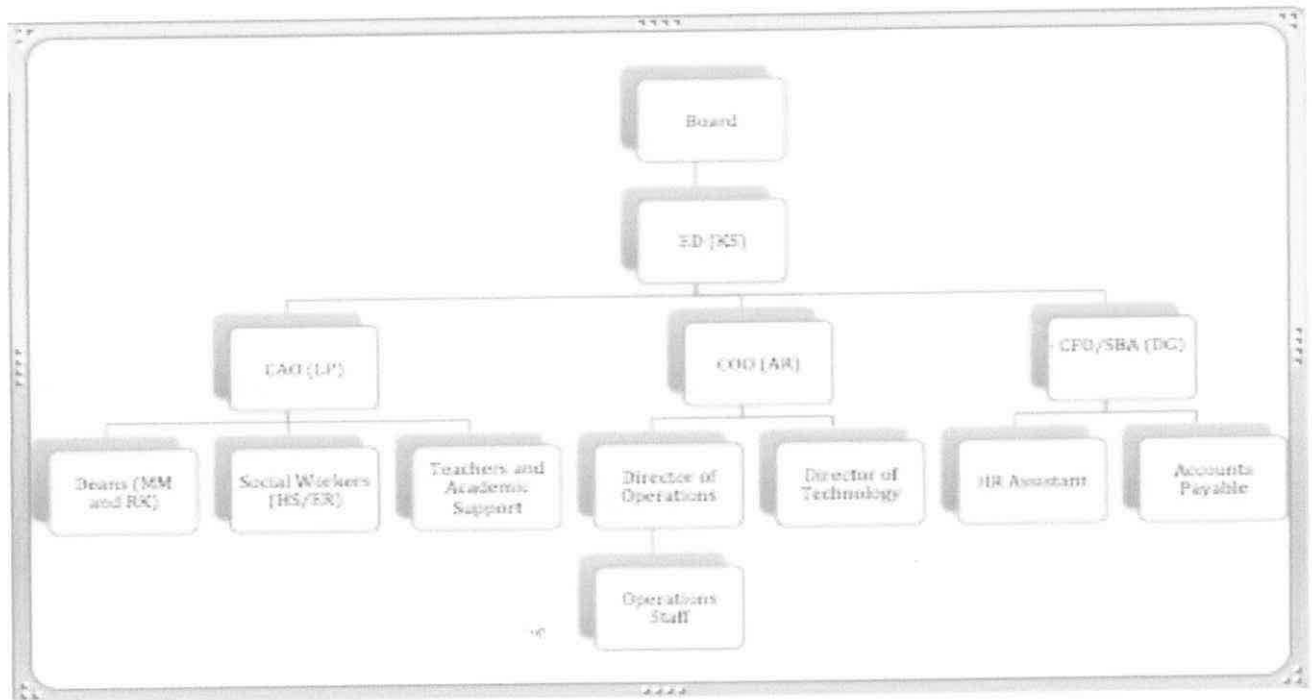 Board
ED (KS)
CAO (LP)
COO (AR)
CFO/SBA (DG)
Deans (MM
and RK)
Social Workers
(HS/ER)
Teachers and
Academic
Support
Director of
Operations
Director of
Technology
HR Assistant
Accounts
Payable
Operations
Staff